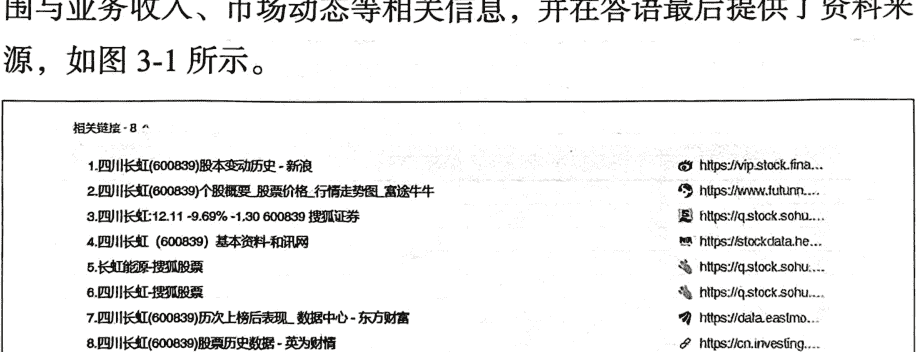 围与业务收入、市场动态等相关信息，并在答语最后提供了资料来
源，如图 3-1 所示。
相关链接 - 8
1.四川长虹(600839)股本变动历史 - 新浪 https://vip.stock.fina...
2.四川长虹(600839)个股概要_股票价格_行情走势图_富途牛牛 https://www.futunn....
3.四川长虹:12.11 -9.69% -1.30 600839 搜狐证券 https://q.stock.sohu....
4.四川长虹（600839）基本资料-和讯网 https://stockdata.he...
5.长虹能源-搜狐股票 https://q.stock.sohu....
6.四川长虹-搜狐股票 https://q.stock.sohu....
7.四川长虹(600839)历次上榜后表现_ 数据中心 - 东方财富 https://data.eastmo...
8.四川长虹(600839)股票历史数据 - 英为财情 https://cn.investing....